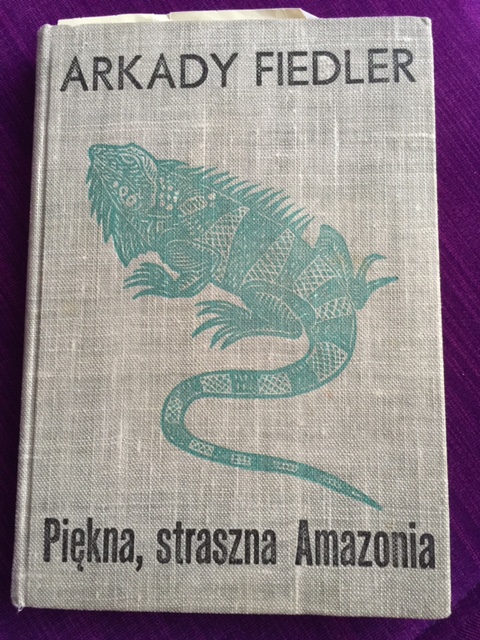 ARKADY FIEDLER
Piękna, straszna Amazonia